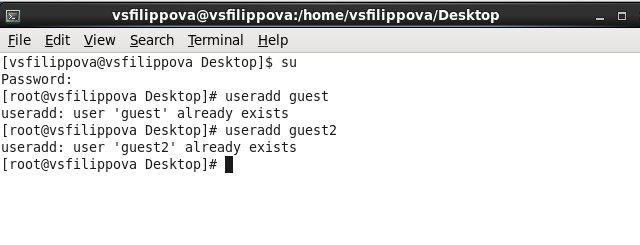 vsfilippova@vsfilippova:/home/vsfilippova/Desktop
File Edit View Search Terminal Help
[vsfilippova@vsfilippova Desktop]$ su
Password:
[root@vsfilippova Desktop]# useradd guest
useradd: user 'guest' already exists
[root@vsfilippova Desktop]# useradd guest2
useradd: user 'guest2' already exists
[root@vsfilippova Desktop]#